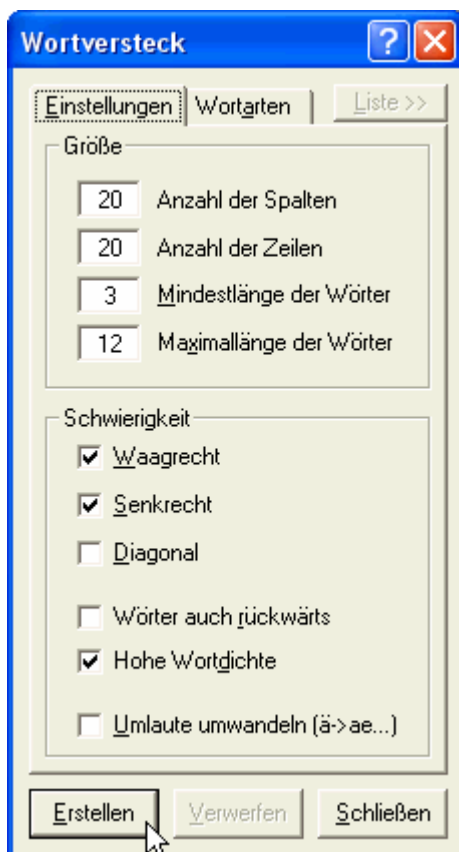 Wortversteck
Einstellungen Wortarten Liste >>
Größe
20 Anzahl der Spalten
20 Anzahl der Zeilen
3 Mindestlänge der Wörter
12 Maximallänge der Wörter
Schwierigkeit
Waagrecht
Senkrecht
Diagonal
Wörter auch rückwärts
Hohe Wortdichte
Umlaute umwandeln (ä->ae...)
Erstellen Verwerfen Schließen